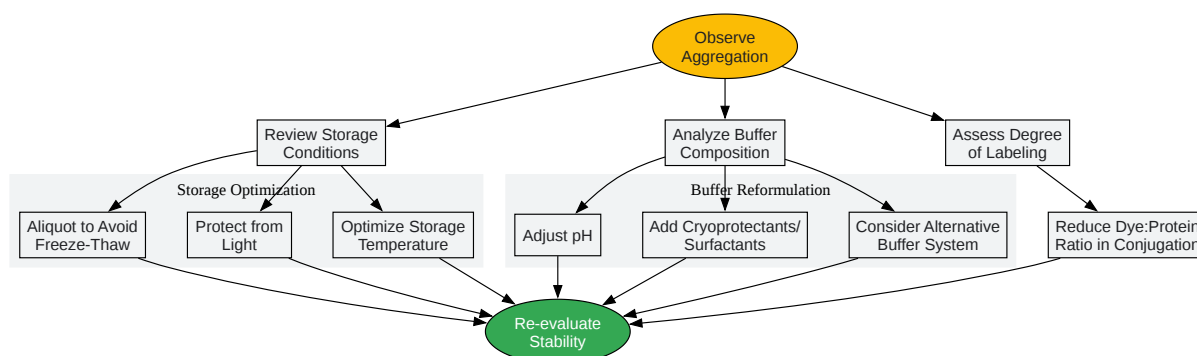 Observe
Aggregation
Review Storage
Conditions
Analyze Buffer
Composition
Assess Degree
of Labeling
Storage Optimization
Buffer Reformulation
Aliquot to Avoid
Freeze-Thaw
Protect from
Light
Optimize Storage
Temperature
Adjust pH
Add Cryoprotectants/
Surfactants
Consider Alternative
Buffer System
Reduce Dye:Protein
Ratio in Conjugation
Re-evaluate
Stability